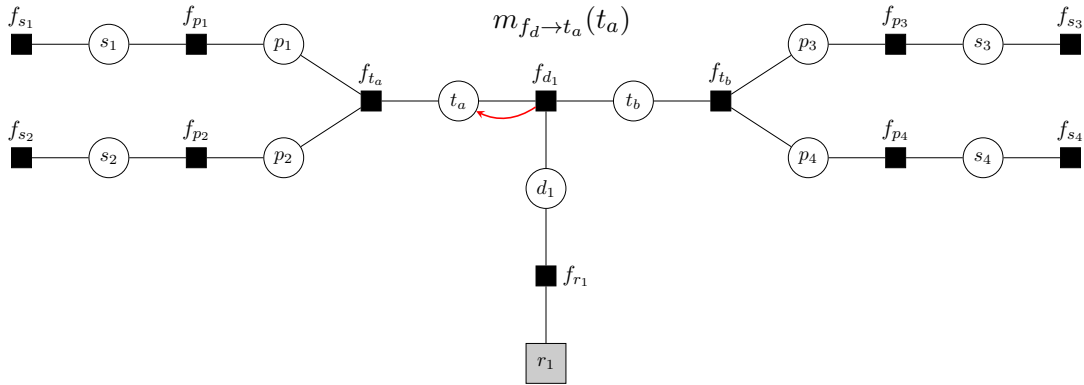 m_{f_d→t_a}(t_a)
f_{s_1} s_1 f_{p_1} p_1 p_3 f_{p_3} s_3 f_{s_3}
f_{t_a} t_a f_{d_1} t_b f_{t_b}
f_{s_2} s_2 f_{p_2} p_2 p_4 f_{p_4} s_4 f_{s_4}
d_1
f_{r_1}
r_1